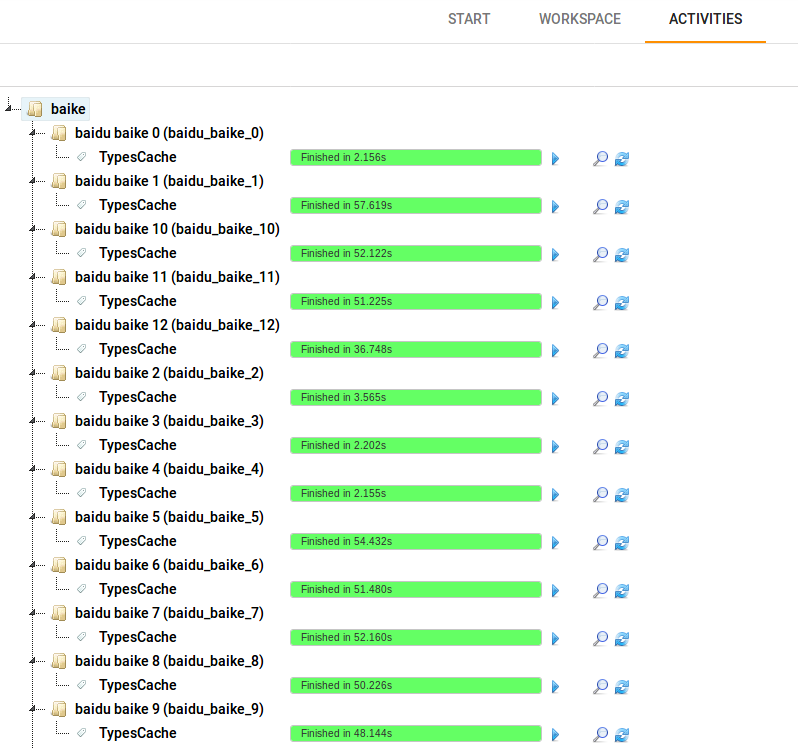 START WORKSPACE ACTIVITIES
baike
baidu baike 0 (baidu_baike_0)
TypesCache Finished in 2.156s
baidu baike 1 (baidu_baike_1)
TypesCache Finished in 57.619s
baidu baike 10 (baidu_baike_10)
TypesCache Finished in 52.122s
baidu baike 11 (baidu_baike_11)
TypesCache Finished in 51.225s
baidu baike 12 (baidu_baike_12)
TypesCache Finished in 36.748s
baidu baike 2 (baidu_baike_2)
TypesCache Finished in 3.565s
baidu baike 3 (baidu_baike_3)
TypesCache Finished in 2.202s
baidu baike 4 (baidu_baike_4)
TypesCache Finished in 2.155s
baidu baike 5 (baidu_baike_5)
TypesCache Finished in 54.432s
baidu baike 6 (baidu_baike_6)
TypesCache Finished in 51.480s
baidu baike 7 (baidu_baike_7)
TypesCache Finished in 52.160s
baidu baike 8 (baidu_baike_8)
TypesCache Finished in 50.226s
baidu baike 9 (baidu_baike_9)
TypesCache Finished in 48.144s